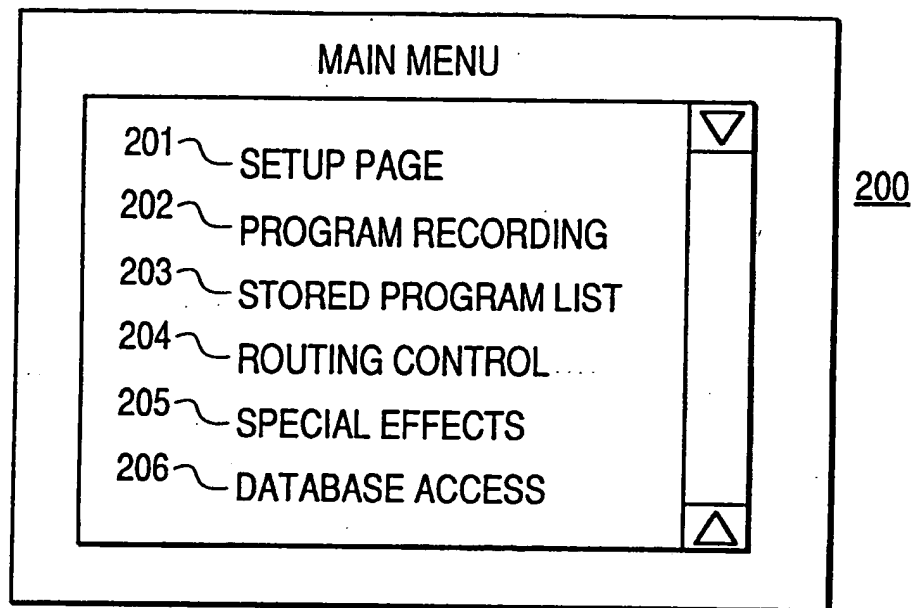 MAIN MENU
201 SETUP PAGE
200
202 PROGRAM RECORDING
203 STORED PROGRAM LIST
204 ROUTING CONTROL
205 SPECIAL EFFECTS
206 DATABASE ACCESS